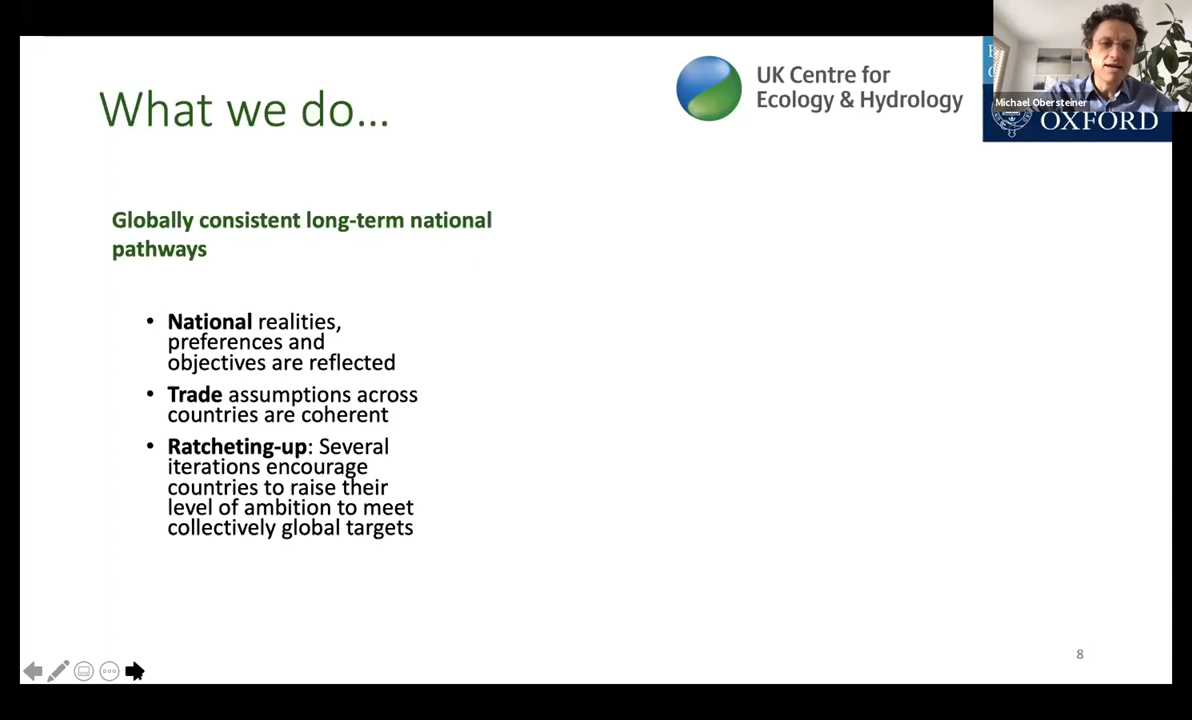 What we do...
UK Centre for
Ecology & Hydrology
Michael Obersteiner
OXFORD
Globally consistent long-term national
pathways
• National realities,
preferences and
objectives are reflected
• Trade assumptions across
countries are coherent
• Ratcheting-up: Several
iterations encourage
countries to raise their
level of ambition to meet
collectively global targets
8